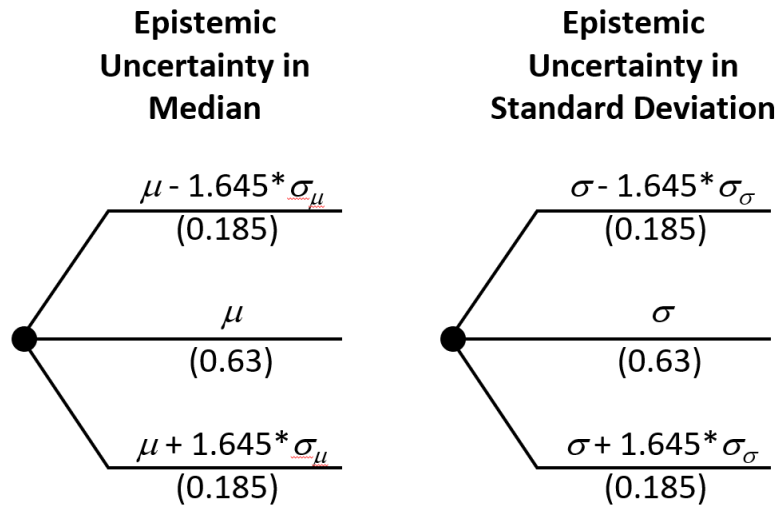 Epistemic
Uncertainty in
Median
μ - 1.645*σμ
(0.185)
μ
(0.63)
μ + 1.645*σμ
(0.185)
Epistemic
Uncertainty in
Standard Deviation
σ - 1.645*σσ
(0.185)
σ
(0.63)
σ + 1.645*σσ
(0.185)